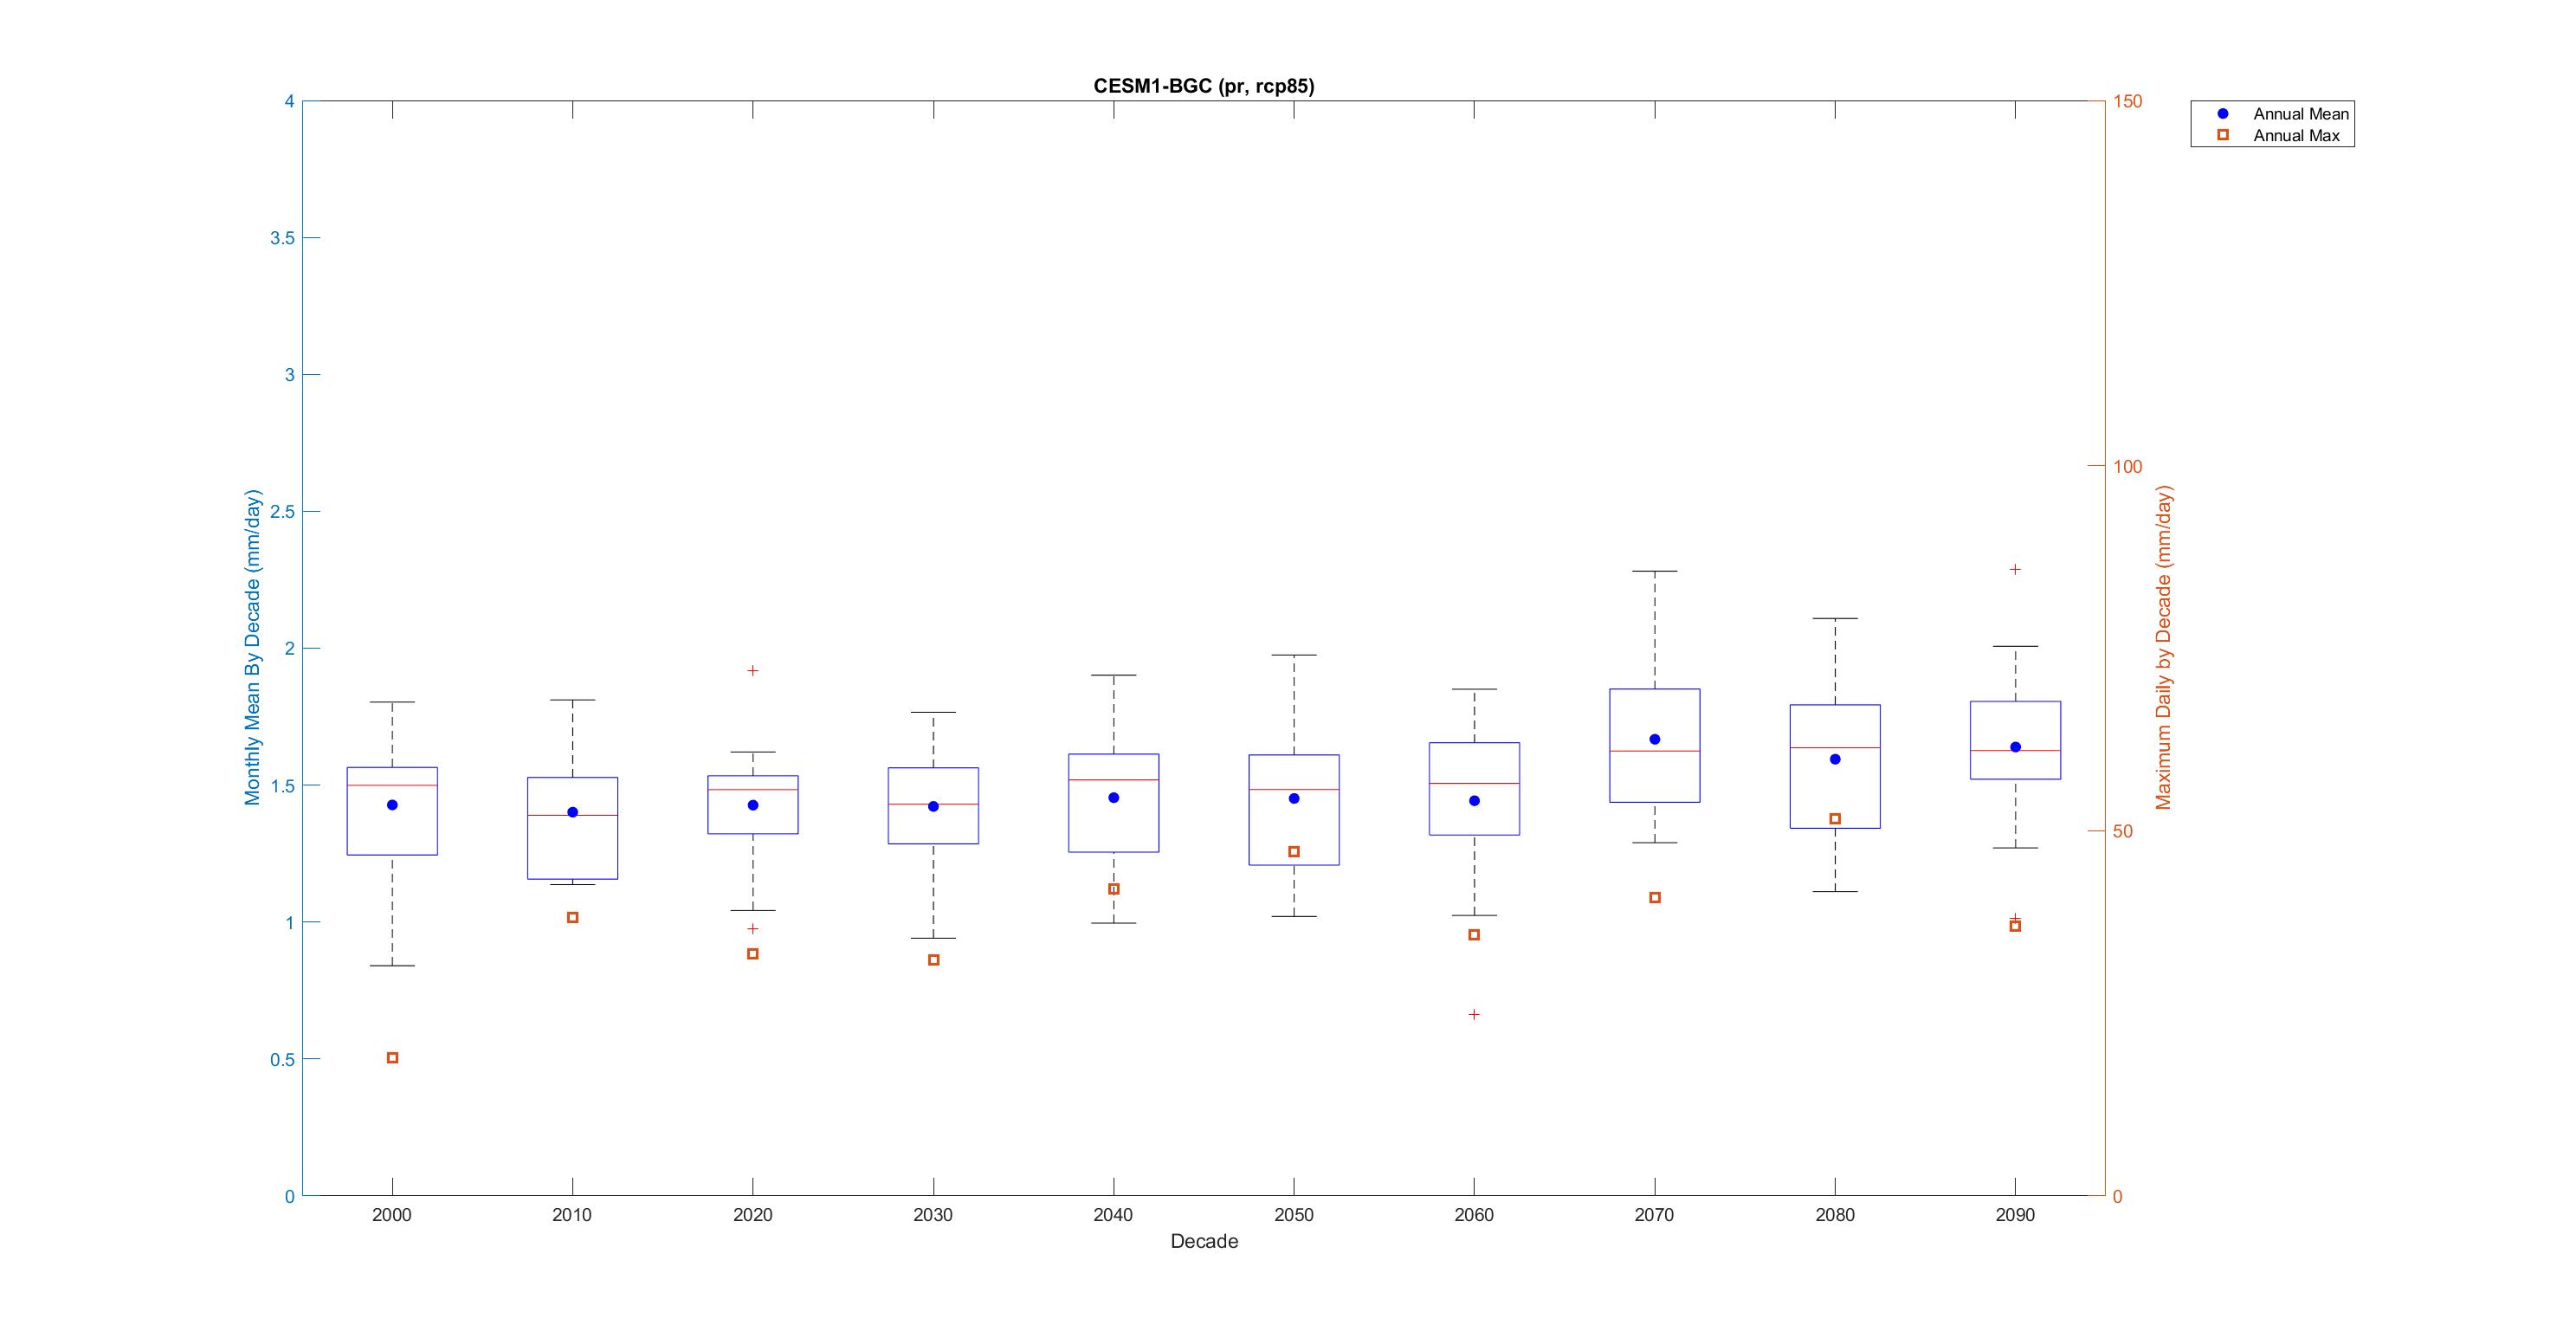 CESM1-BGC (pr, rcp85)
Annual Mean
Annual Max
4
3.5
3
2.5
2
1.5
1
0.5
0
Monthly Mean By Decade (mm/day)
150
100
50
0
Maximum Daily by Decade (mm/day)
2000 2010 2020 2030 2040 2050 2060 2070 2080 2090
Decade